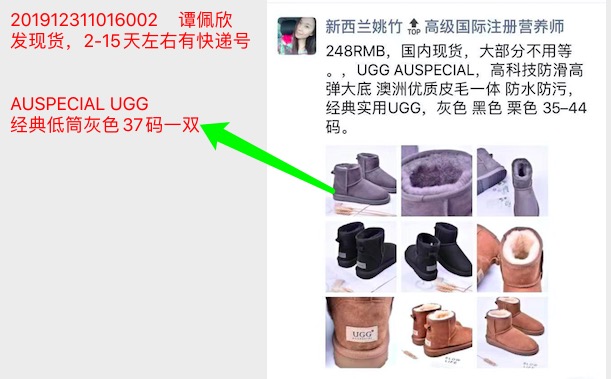 201912311016002 谭佩欣
发现货，2-15天左右有快递号
AUSPECIAL UGG
经典低筒灰色37码一双
新西兰姚竹 TOP 高级国际注册营养师
248RMB，国内现货，大部分不用等
。，UGG AUSPECIAL，高科技防滑高
弹大底 澳洲优质皮毛一体 防水防污，
经典实用UGG，灰色 黑色 栗色 35–44
码。
UGG